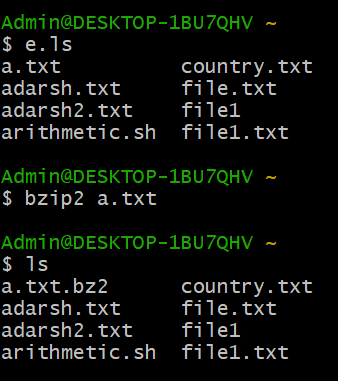 Admin@DESKTOP-1BU7QHV ~
$ e.ls
a.txt country.txt
adarsh.txt file.txt
adarsh2.txt file1
arithmetic.sh file1.txt
Admin@DESKTOP-1BU7QHV ~
$ bzip2 a.txt
Admin@DESKTOP-1BU7QHV ~
$ ls
a.txt.bz2 country.txt
adarsh.txt file.txt
adarsh2.txt file1
arithmetic.sh file1.txt